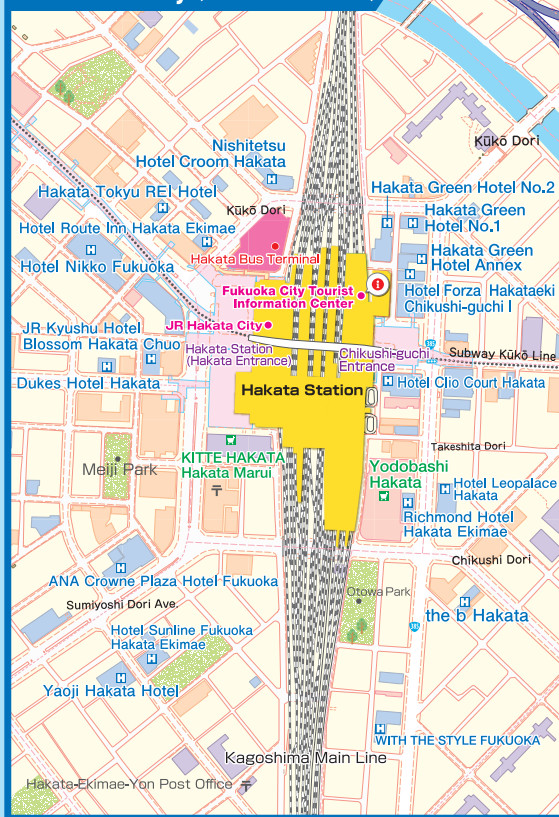 Kūkō Dori
Nishitetsu
Hotel Croom Hakata
Hakata Tokyu REI Hotel
Kūkō Dori
Hakata Green Hotel No.2
Hakata Green
Hotel No.1
Hotel Route Inn Hakata Ekimae
Hakata Bus Terminal
Hakata Green
Hotel Annex
Hotel Nikko Fukuoka
Fukuoka City Tourist
Information Center
Hotel Forza Hakataeki
Chikushi-guchi I
JR Hakata City
JR Kyushu Hotel
Blossom Hakata Chuo
Hakata Station
(Hakata Entrance)
Chikushi-guchi
Entrance
385
Subway Kūkō Line
Dukes Hotel Hakata
Hakata Station
Hotel Clio Court Hakata
Takeshita Dori
KITTE HAKATA
Hakata Marui
Meiji Park
Yodobashi
Hakata
Hotel Leopalace
Hakata
Richmond Hotel
Hakata Ekimae
Chikushi Dori
ANA Crowne Plaza Hotel Fukuoka
Otowa Park
Sumiyoshi Dori Ave.
the b Hakata
385
Hotel Sunline Fukuoka
Hakata Ekimae
Yaoji Hakata Hotel
WITH THE STYLE FUKUOKA
Kagoshima Main Line
Hakata-Ekimae-Yon Post Office